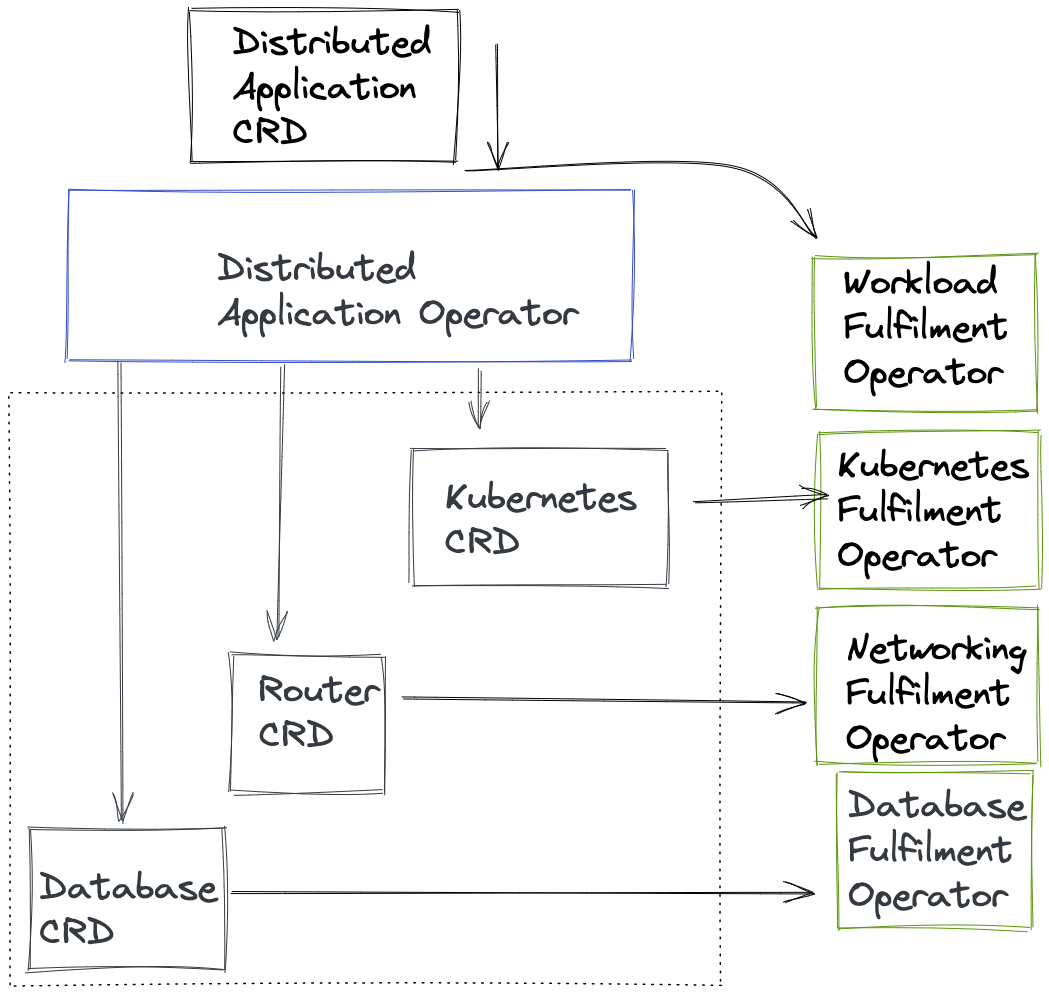 Distributed
Application
CRD
Distributed
Application Operator
Workload
Fulfilment
Operator
Kubernetes
CRD
Kubernetes
Fulfilment
Operator
Router
CRD
Networking
Fulfilment
Operator
Database
CRD
Database
Fulfilment
Operator